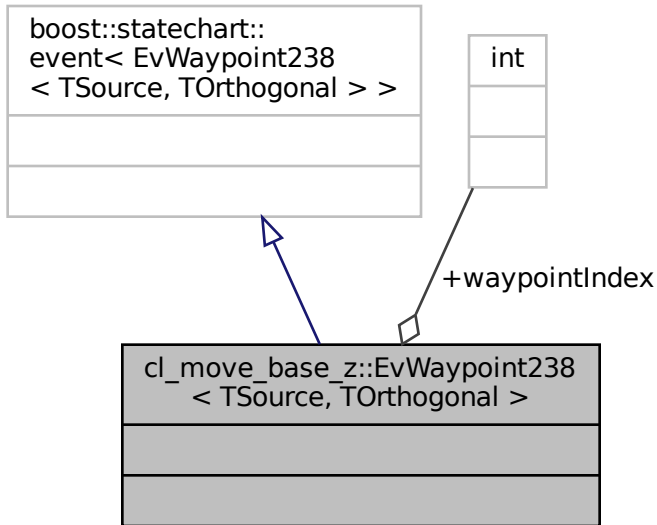 boost::statechart::
event< EvWaypoint238
< TSource, TOrthogonal > >
int
+waypointIndex
cl_move_base_z::EvWaypoint238
< TSource, TOrthogonal >